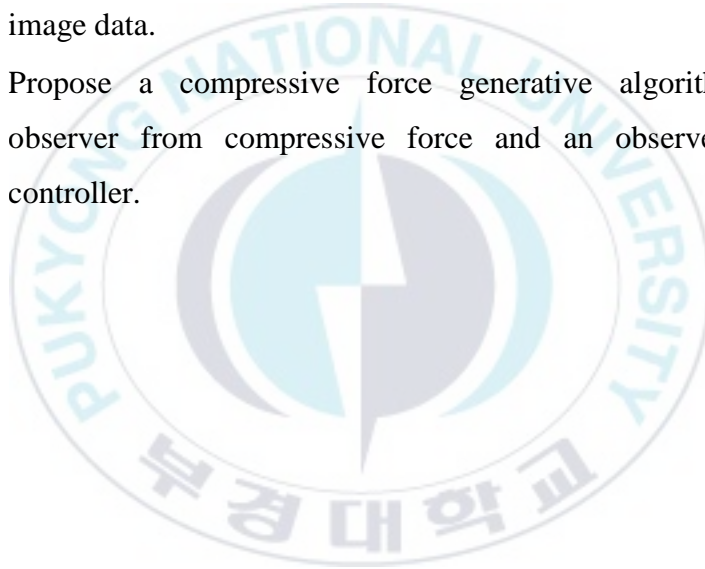 image data.
Propose a compressive force generative algorit
observer from compressive force and an observe
controller.
PUKYONG NATIONAL UNIVERSITY
부경대학교